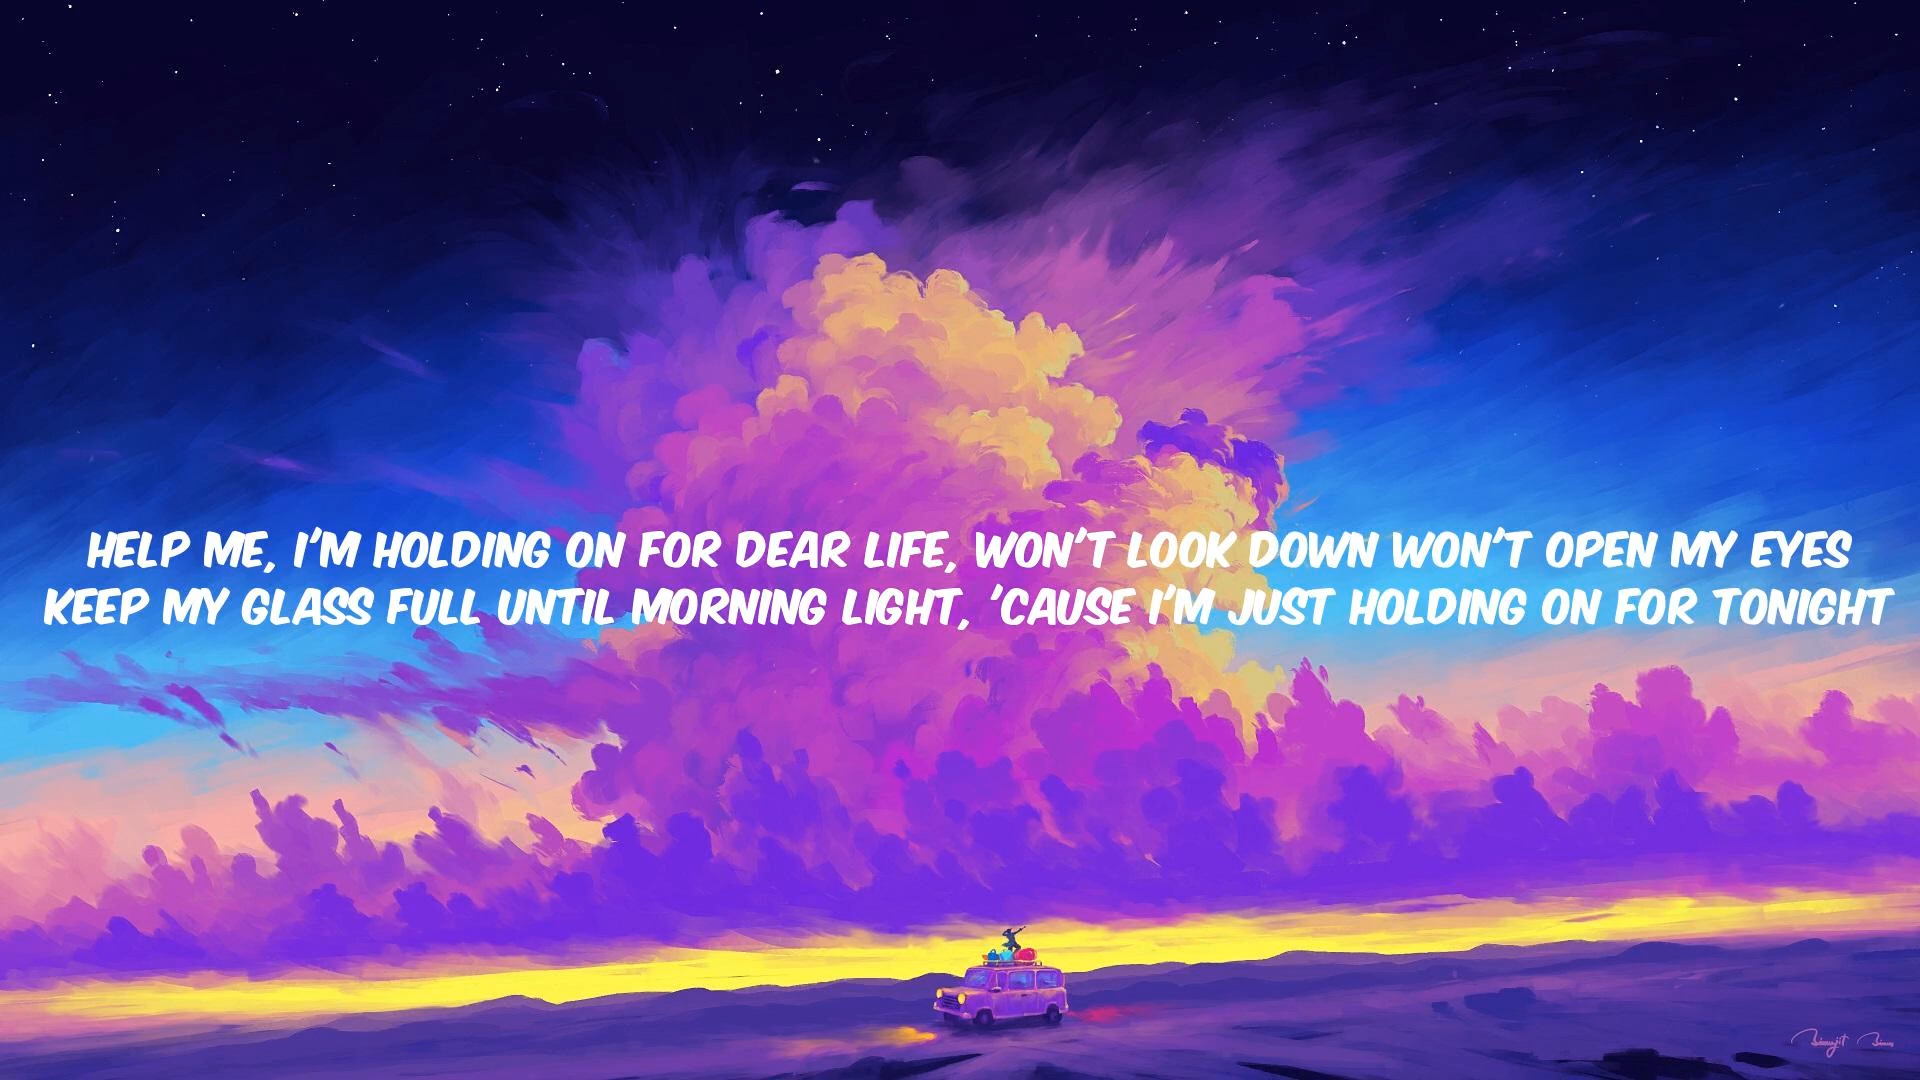 HELP ME, I'M HOLDING ON FOR DEAR LIFE, WON'T LOOK DOWN WON'T OPEN MY EYES
KEEP MY GLASS FULL UNTIL MORNING LIGHT, 'CAUSE I'M JUST HOLDING ON FOR TONIGHT